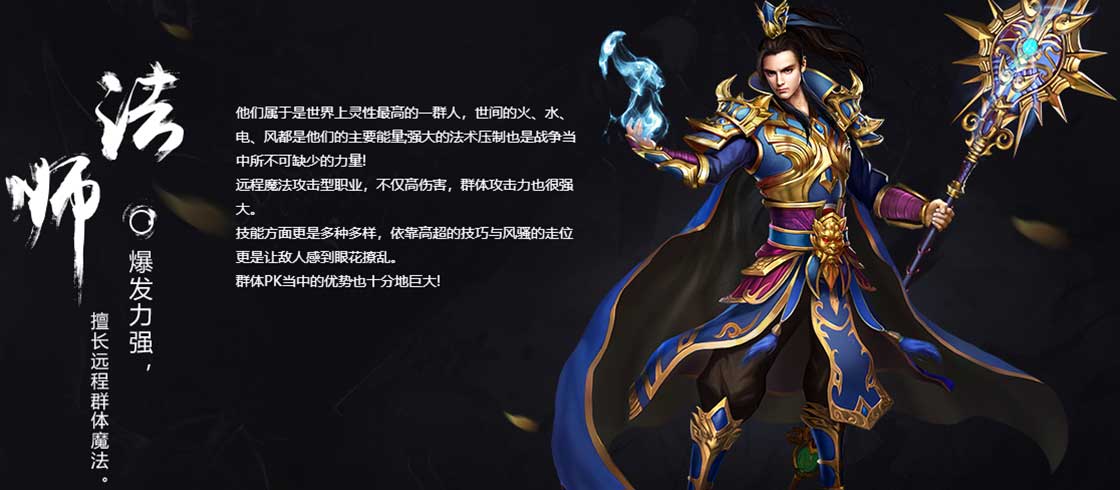 法师
爆发力强，
擅长远程群体魔法。
他们属于是世界上灵性最高的一群人，世间的火、水、
电、风都是他们的主要能量;强大的法术压制也是战争当
中所不可缺少的力量!
远程魔法攻击型职业，不仅高伤害，群体攻击力也很强
大。
技能方面更是多种多样，依靠高超的技巧与风骚的走位
更是让敌人感到眼花撩乱。
群体PK当中的优势也十分地巨大!